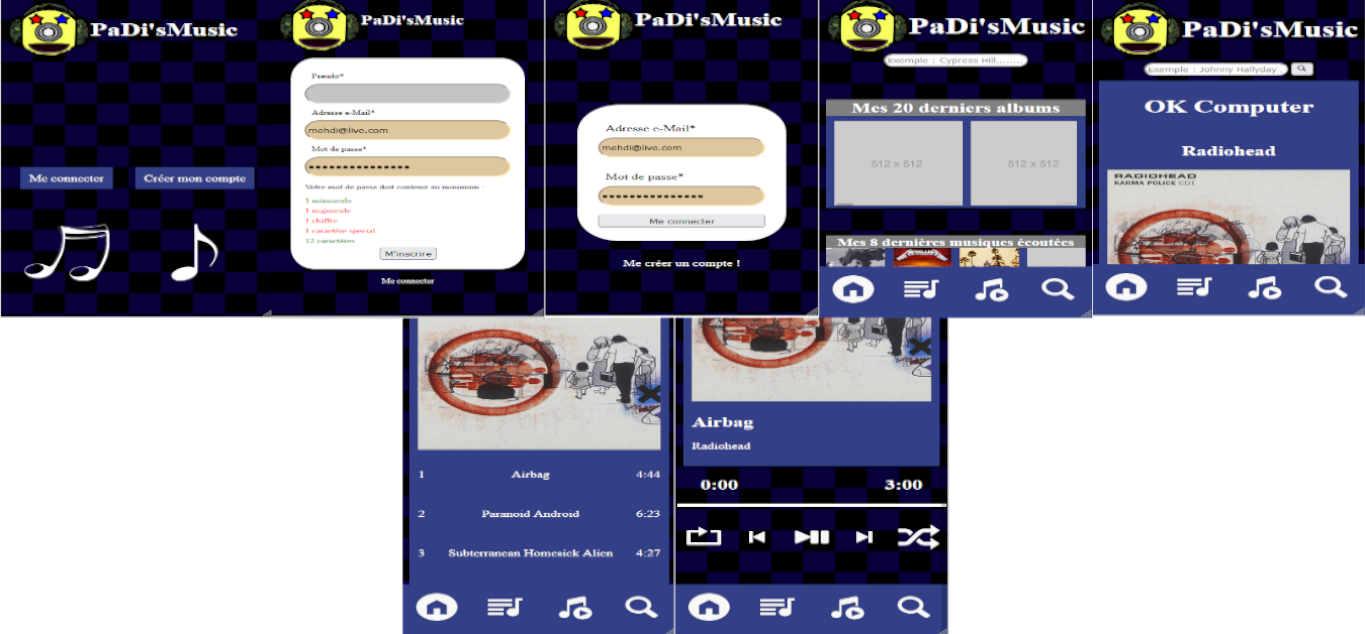 PaDi'sMusic
Me connecter
Créer mon compte
PaDi'sMusic
Pseudo*
Adresse e-Mail*
mehdi@live.com
Mot de passe*
•••••••••••••••
Votre mot de passe doit contenir au minimum :
1 minuscule
1 majuscule
1 chiffre
1 caractère special
12 caractères
M'inscrire
Me connecter
PaDi'sMusic
Adresse e-Mail*
mehdi@live.com
Mot de passe*
•••••••••••••••
Me connecter
Me créer un compte !
PaDi'sMusic
Exemple : Cypress Hill........
Mes 20 derniers albums
512 x 512
512 x 512
Mes 8 dernières musiques écoutées
PaDi'sMusic
Exemple : Johnny Hallyday .
OK Computer
Radiohead
RADIOHEAD
KARMA POLICE CD1
1 Airbag 4:44
2 Paranoid Android 6:23
3 Subterranean Homesick Alien 4:27
Airbag
Radiohead
0:00 3:00